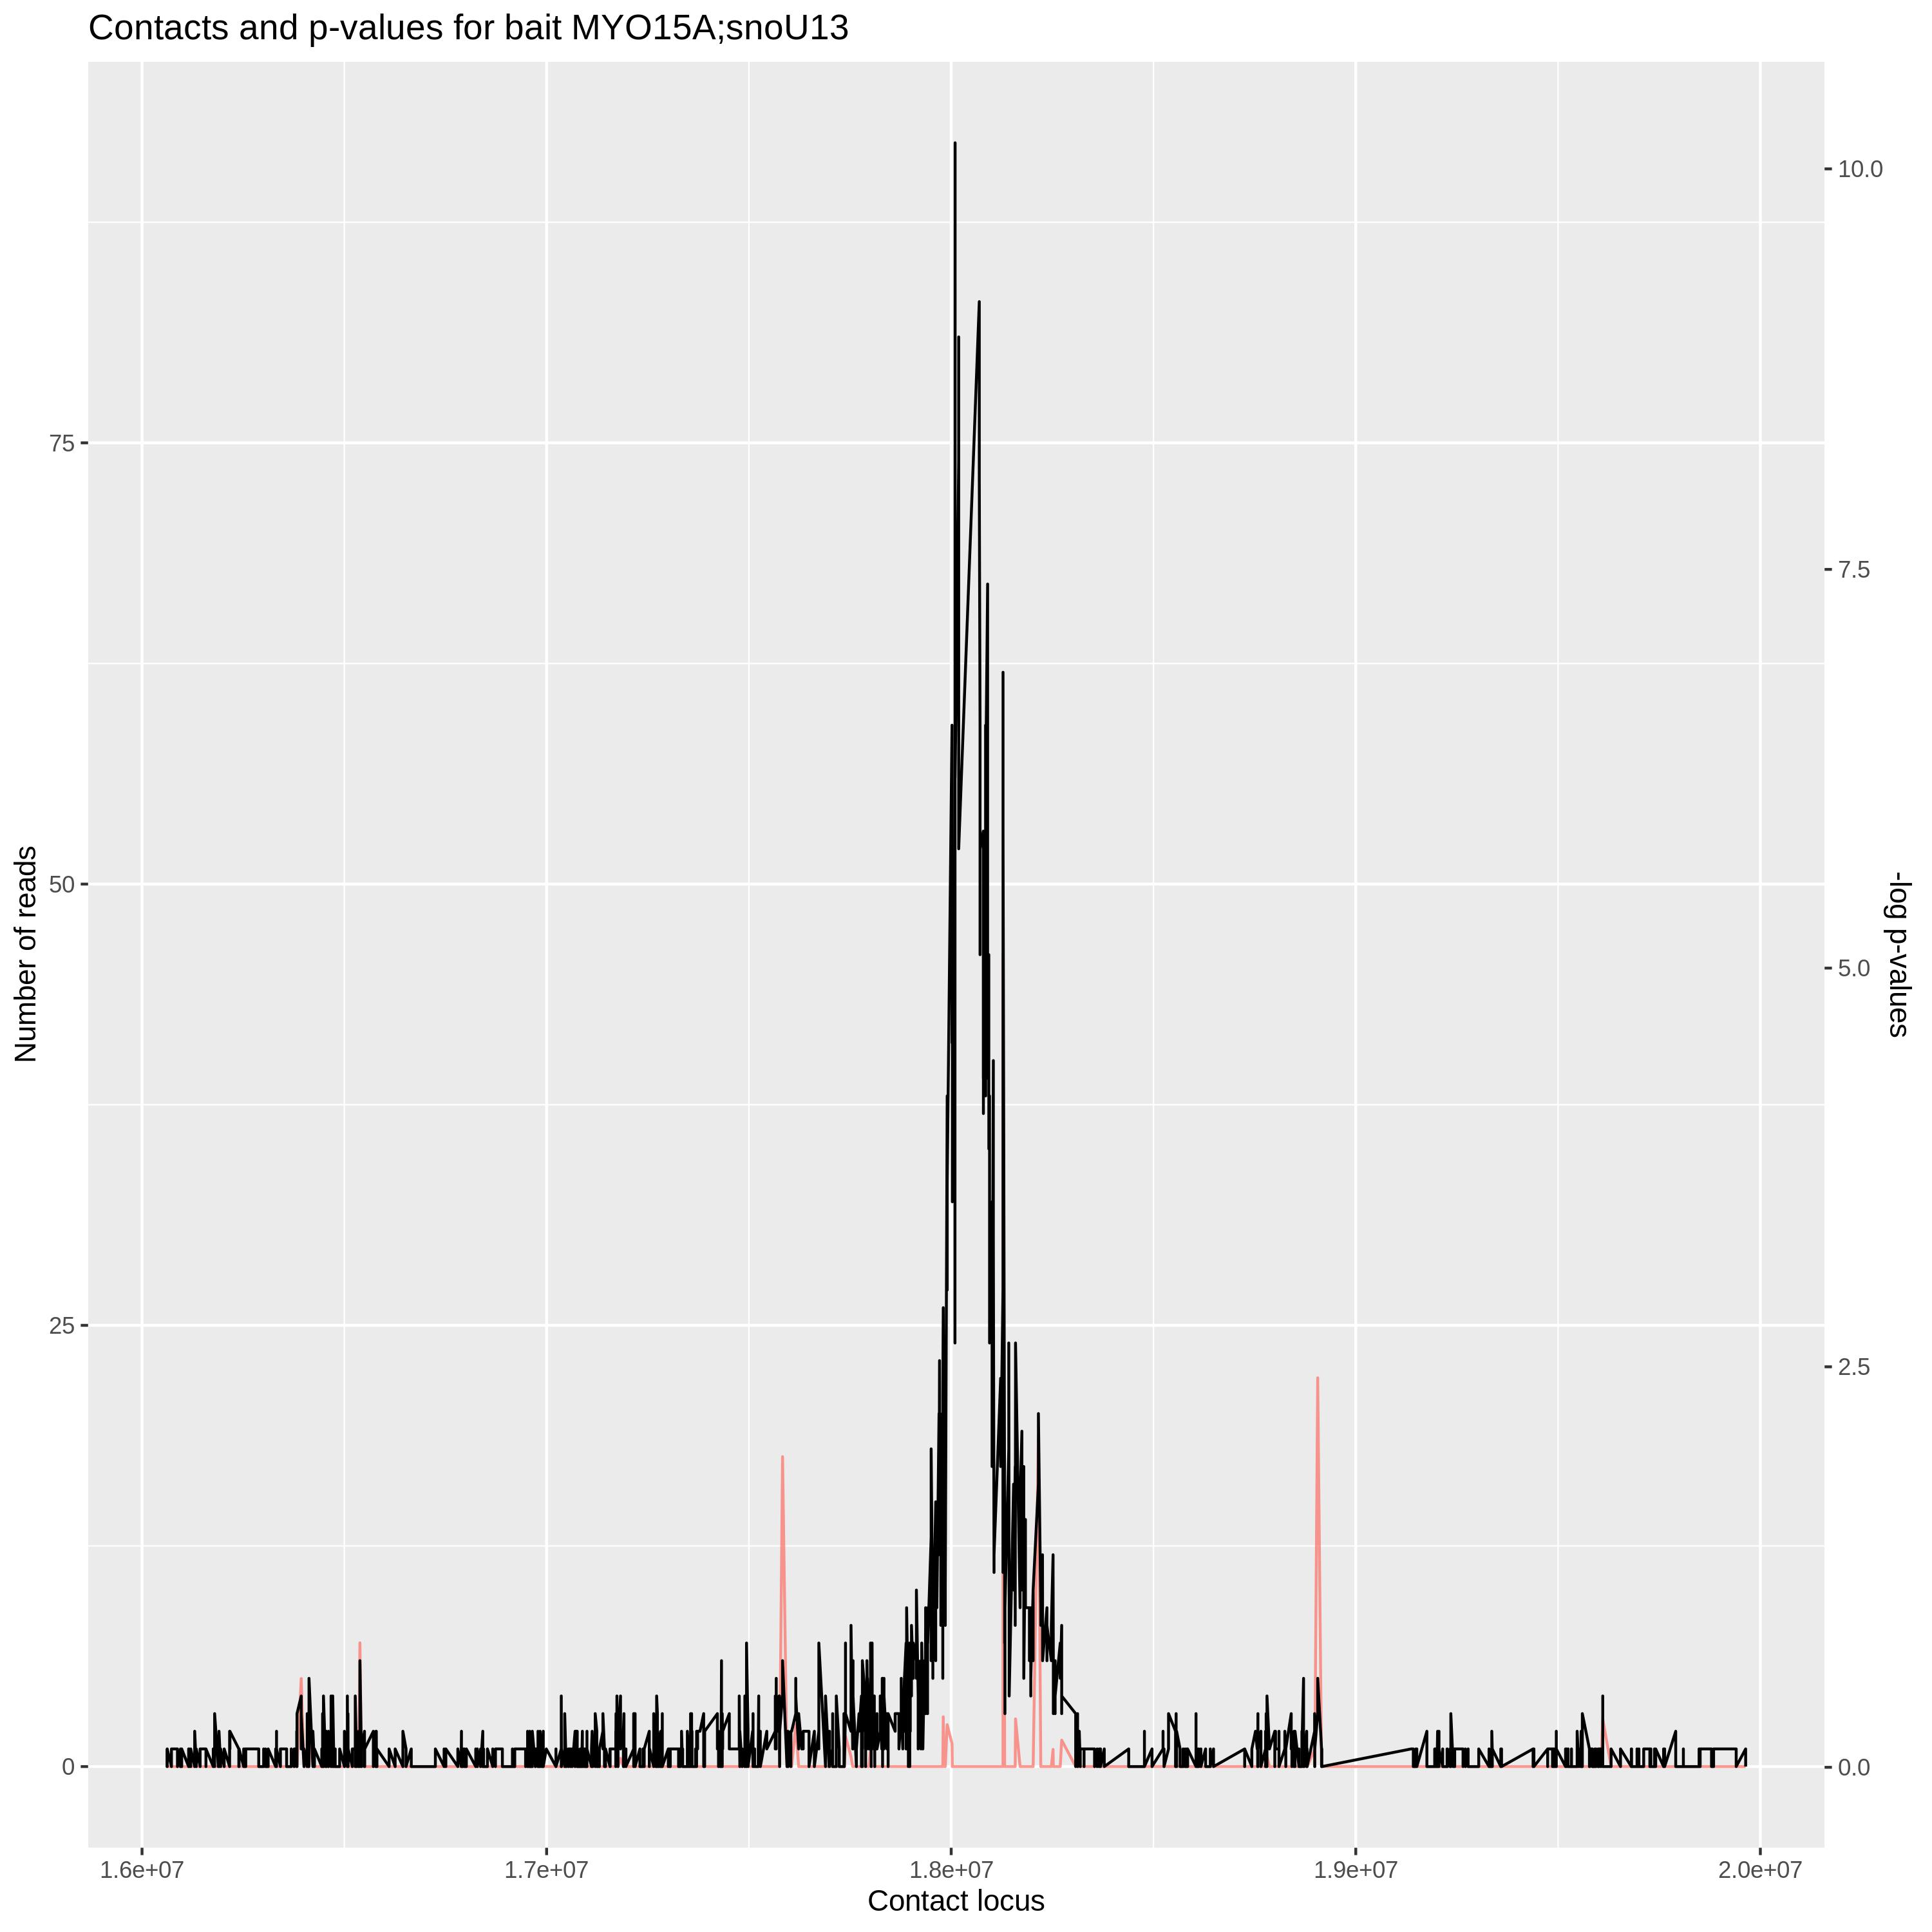 Contacts and p-values for bait MYO15A;snoU13
10.0
75
7.5
50
5.0
Number of reads
-log p-values
25
2.5
0
0.0
1.6e+07 1.7e+07 1.8e+07 1.9e+07 2.0e+07
Contact locus